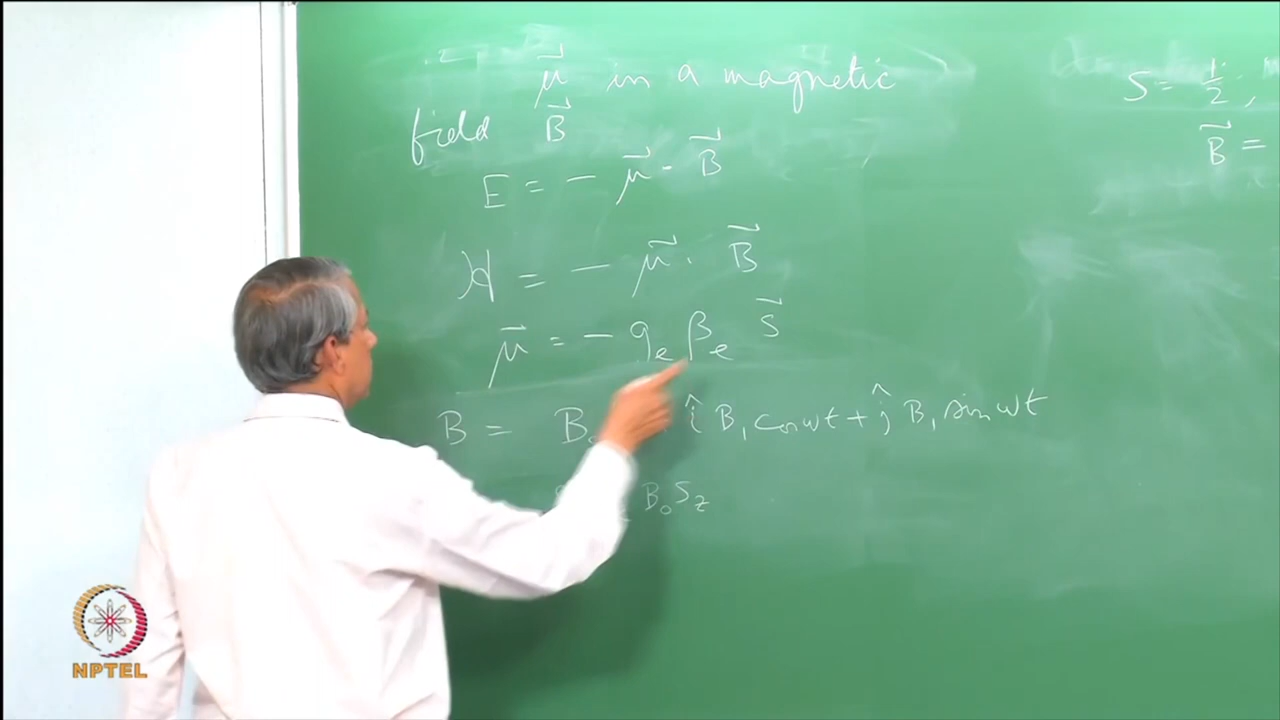 μ⃗ in a magnetic
field B⃗
E = − μ⃗ · B⃗
ℋ = − μ⃗ · B⃗
μ⃗ = − g_e β_e S⃗
B = B₀ î B₁ cos ωt + ĵ B₁ sin ωt
B₀ S_z
S = 1/2 ,
B⃗ =
NPTEL